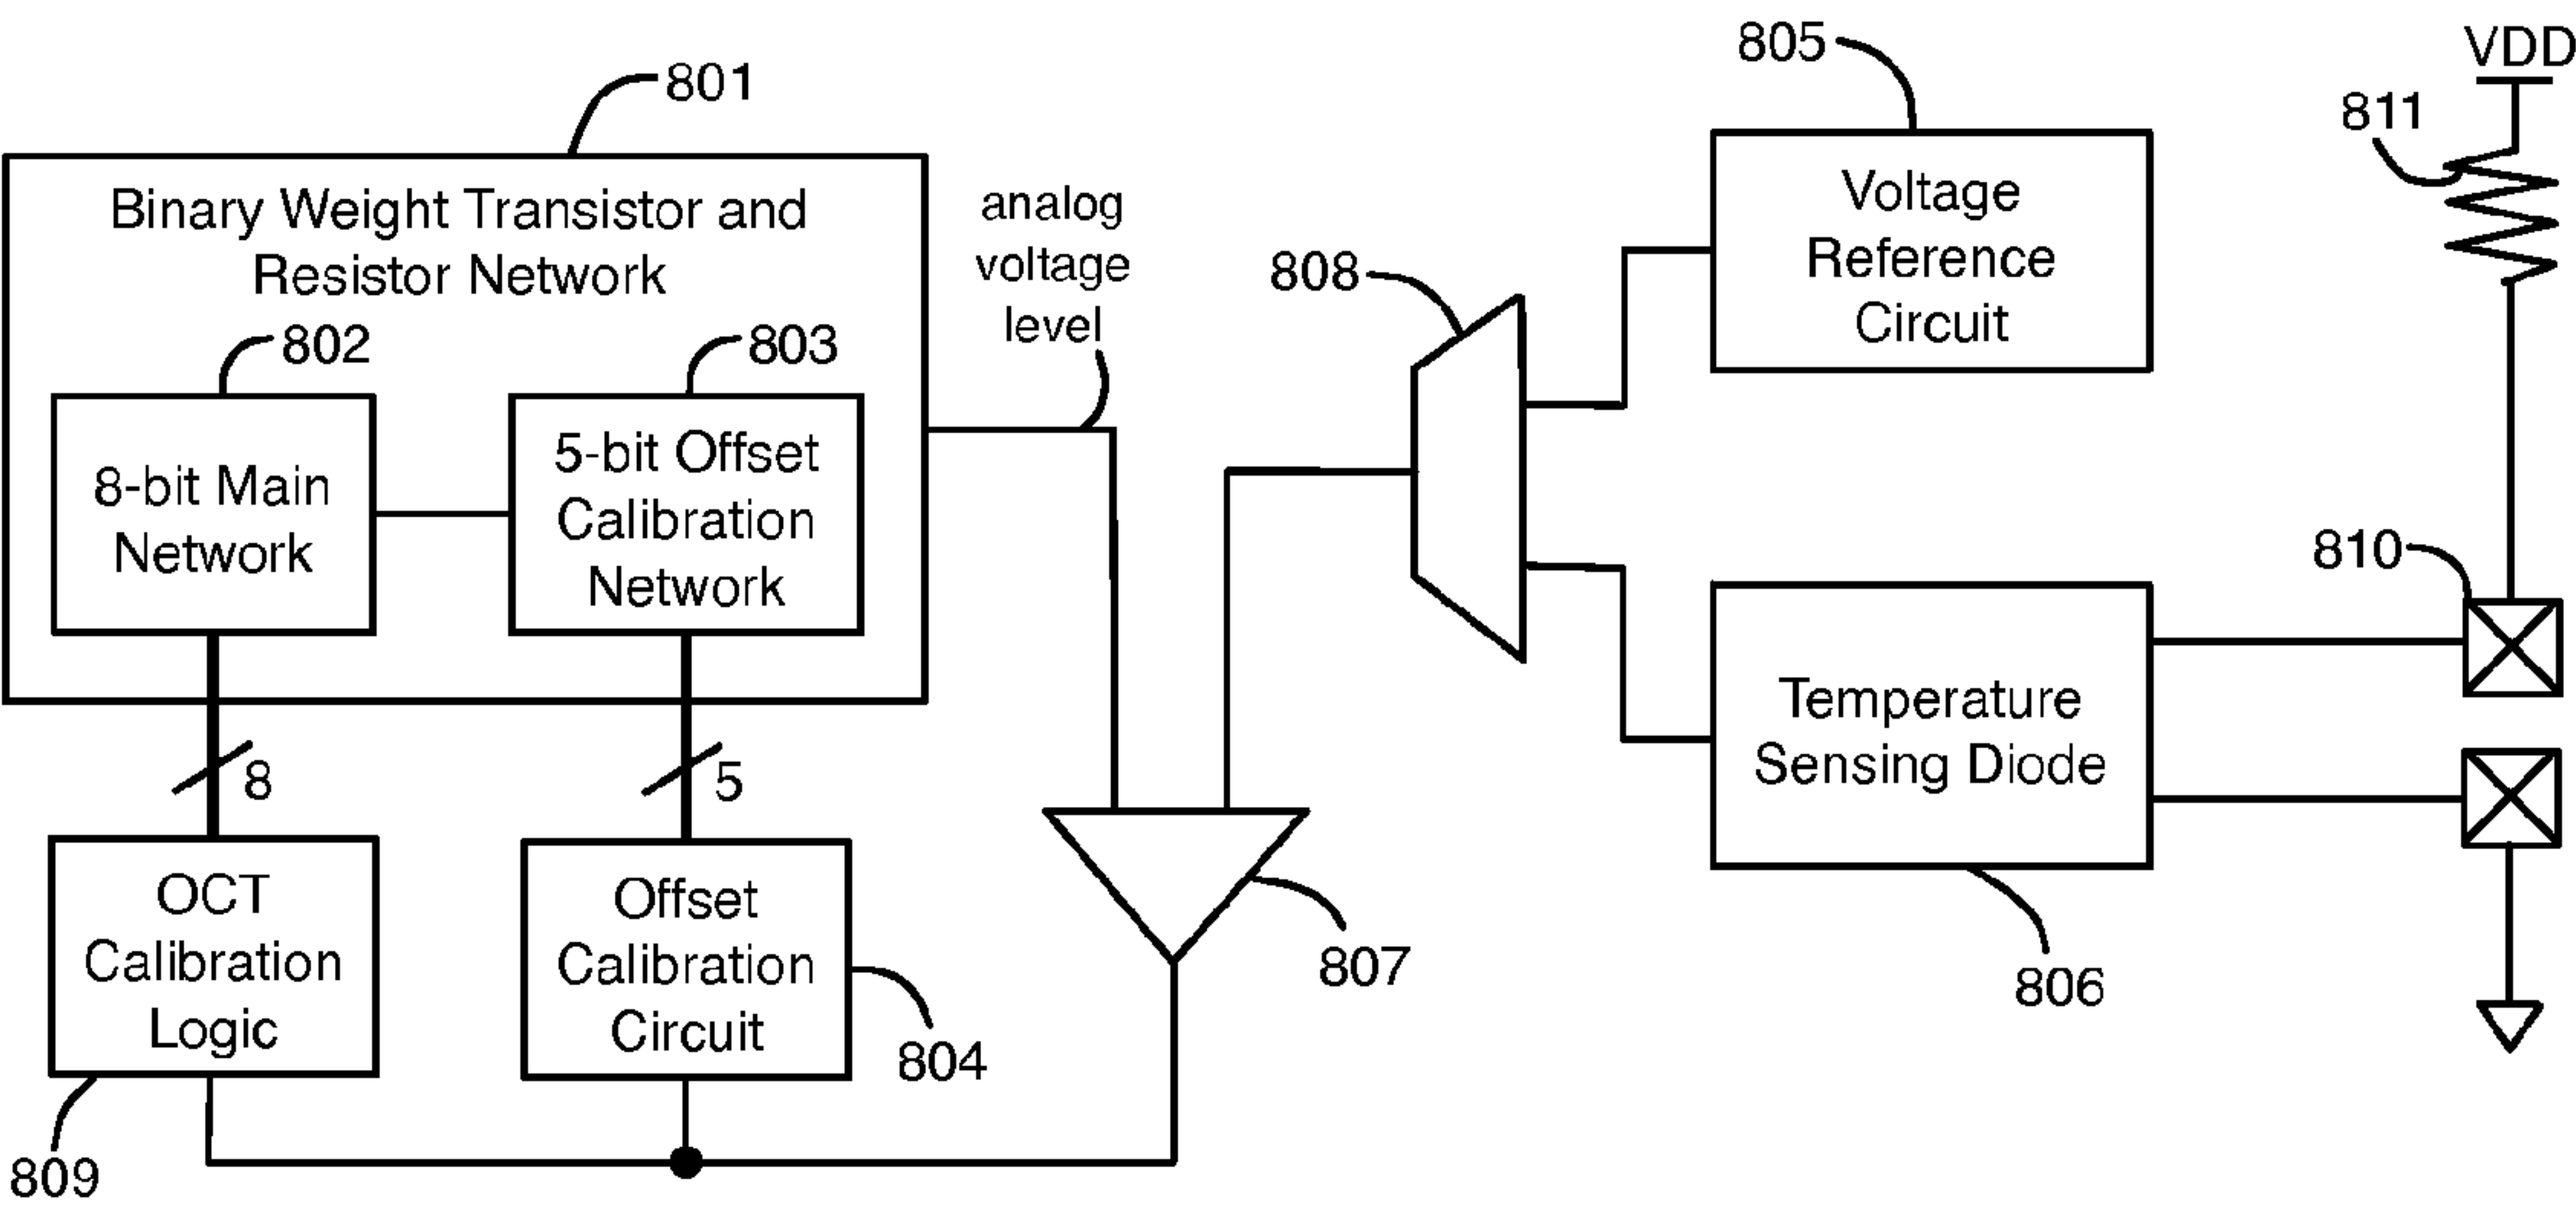 801
Binary Weight Transistor and
Resistor Network
802
803
8-bit Main
Network
5-bit Offset
Calibration
Network
8
5
OCT
Calibration
Logic
809
Offset
Calibration
Circuit
804
analog
voltage
level
807
808
805
Voltage
Reference
Circuit
Temperature
Sensing Diode
806
VDD
811
810